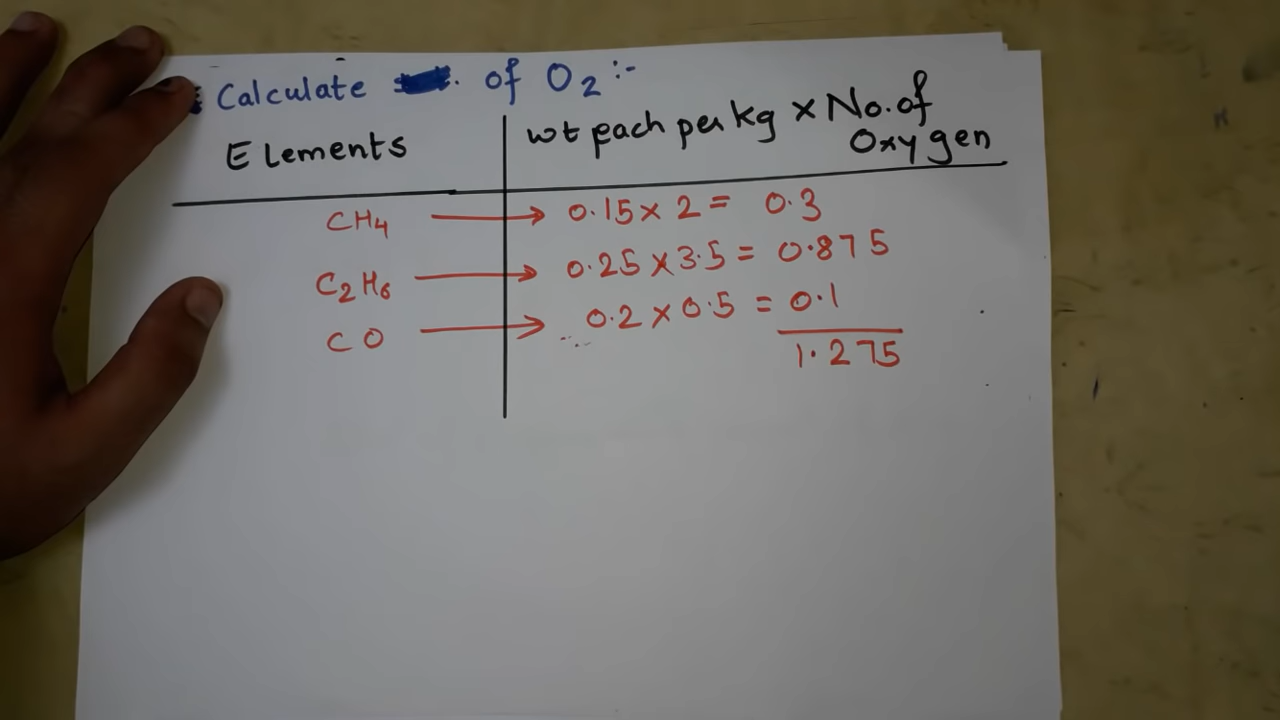 Calculate of O2 :-
Elements
wt each per kg × No. of
Oxygen
CH4 → 0.15 × 2 = 0.3
C2H6 → 0.25 × 3.5 = 0.875
CO → 0.2 × 0.5 = 0.1
1.275